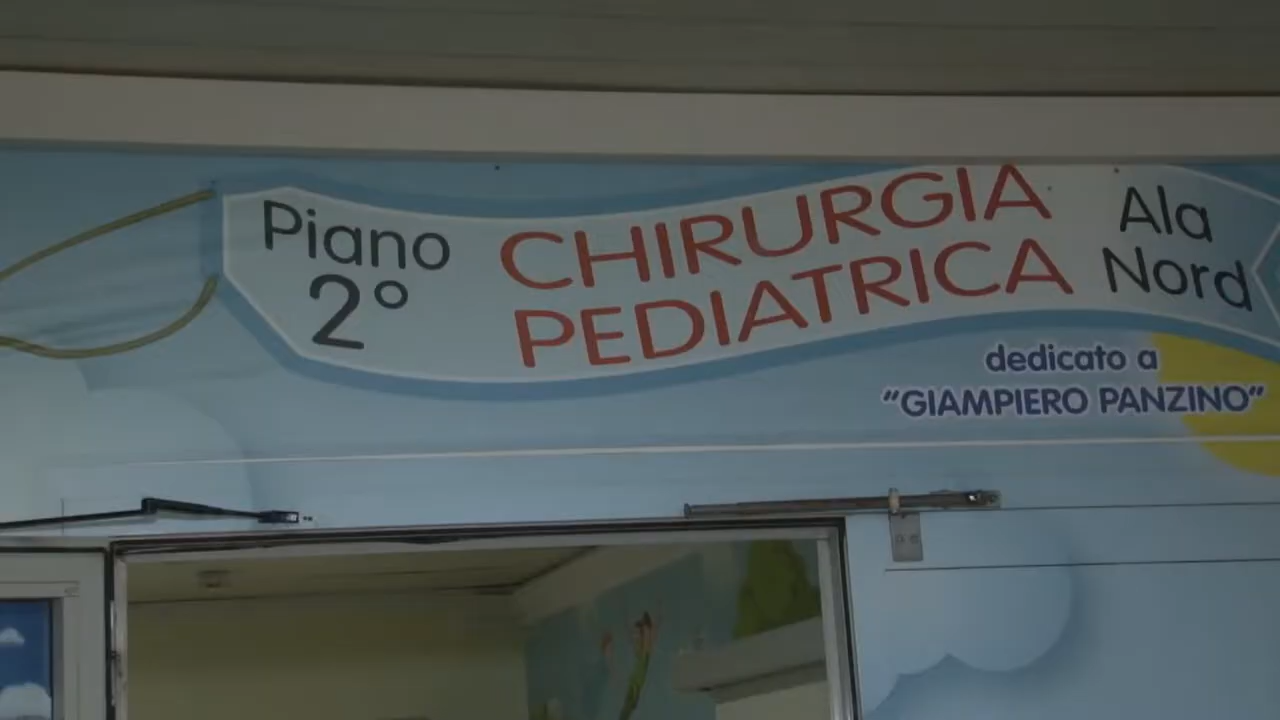 Piano
2°
CHIRURGIA
PEDIATRICA
Ala
Nord
dedicato a
"GIAMPIERO PANZINO"